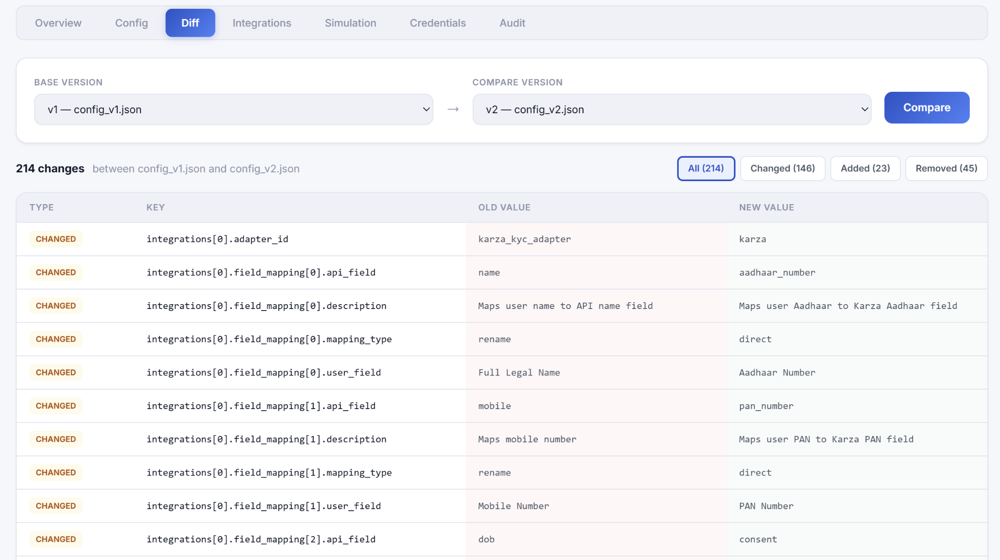 Overview Config Diff Integrations Simulation Credentials Audit
BASE VERSION
v1 — config_v1.json
→
COMPARE VERSION
v2 — config_v2.json
Compare
214 changes between config_v1.json and config_v2.json
All (214) Changed (146) Added (23) Removed (45)
TYPE KEY OLD VALUE NEW VALUE
CHANGED integrations[0].adapter_id karza_kyc_adapter karza
CHANGED integrations[0].field_mapping[0].api_field name aadhaar_number
CHANGED integrations[0].field_mapping[0].description Maps user name to API name field Maps user Aadhaar to Karza Aadhaar field
CHANGED integrations[0].field_mapping[0].mapping_type rename direct
CHANGED integrations[0].field_mapping[0].user_field Full Legal Name Aadhaar Number
CHANGED integrations[0].field_mapping[1].api_field mobile pan_number
CHANGED integrations[0].field_mapping[1].description Maps mobile number Maps user PAN to Karza PAN field
CHANGED integrations[0].field_mapping[1].mapping_type rename direct
CHANGED integrations[0].field_mapping[1].user_field Mobile Number PAN Number
CHANGED integrations[0].field_mapping[2].api_field dob consent